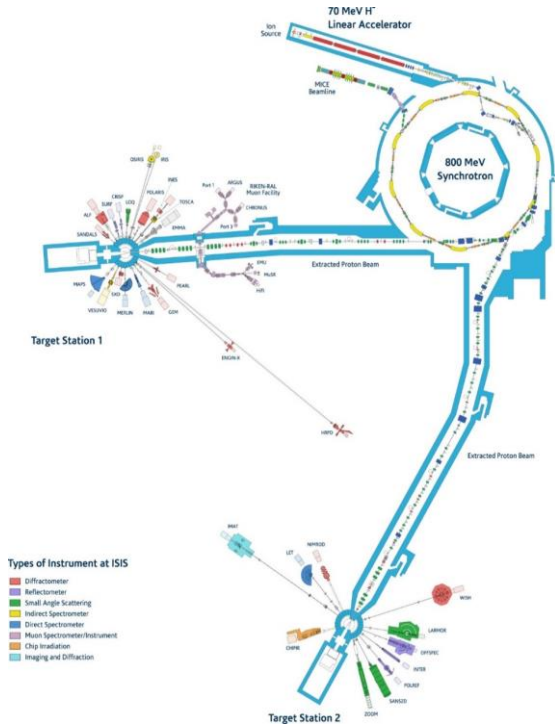 70 MeV H⁻
Linear Accelerator
Ion
Source
MICE
Beamline
800 MeV
Synchrotron
OSIRIS
IRIS
INES
CRISP
LOQ
POLARIS
TOSCA
SURF
ALF
SANDALS
EMMA
Port 1
ARGUS
RIKEN-RAL
Muon Facility
CHRONUS
Port 3
Extracted Proton Beam
EMU
MuSR
HiFi
MAPS
VESUVIO
SXD
MERLIN
MARI
GEM
PEARL
Target Station 1
ENGIN-X
HRPD
Extracted Proton Beam
IMAT
LET
NIMROD
WISH
CHIPIR
LARMOR
OFFSPEC
INTER
POLREF
SANS2D
ZOOM
Target Station 2
Types of Instrument at ISIS
Diffractometer
Reflectometer
Small Angle Scattering
Indirect Spectrometer
Direct Spectrometer
Muon Spectrometer/Instrument
Chip Irradiation
Imaging and Diffraction